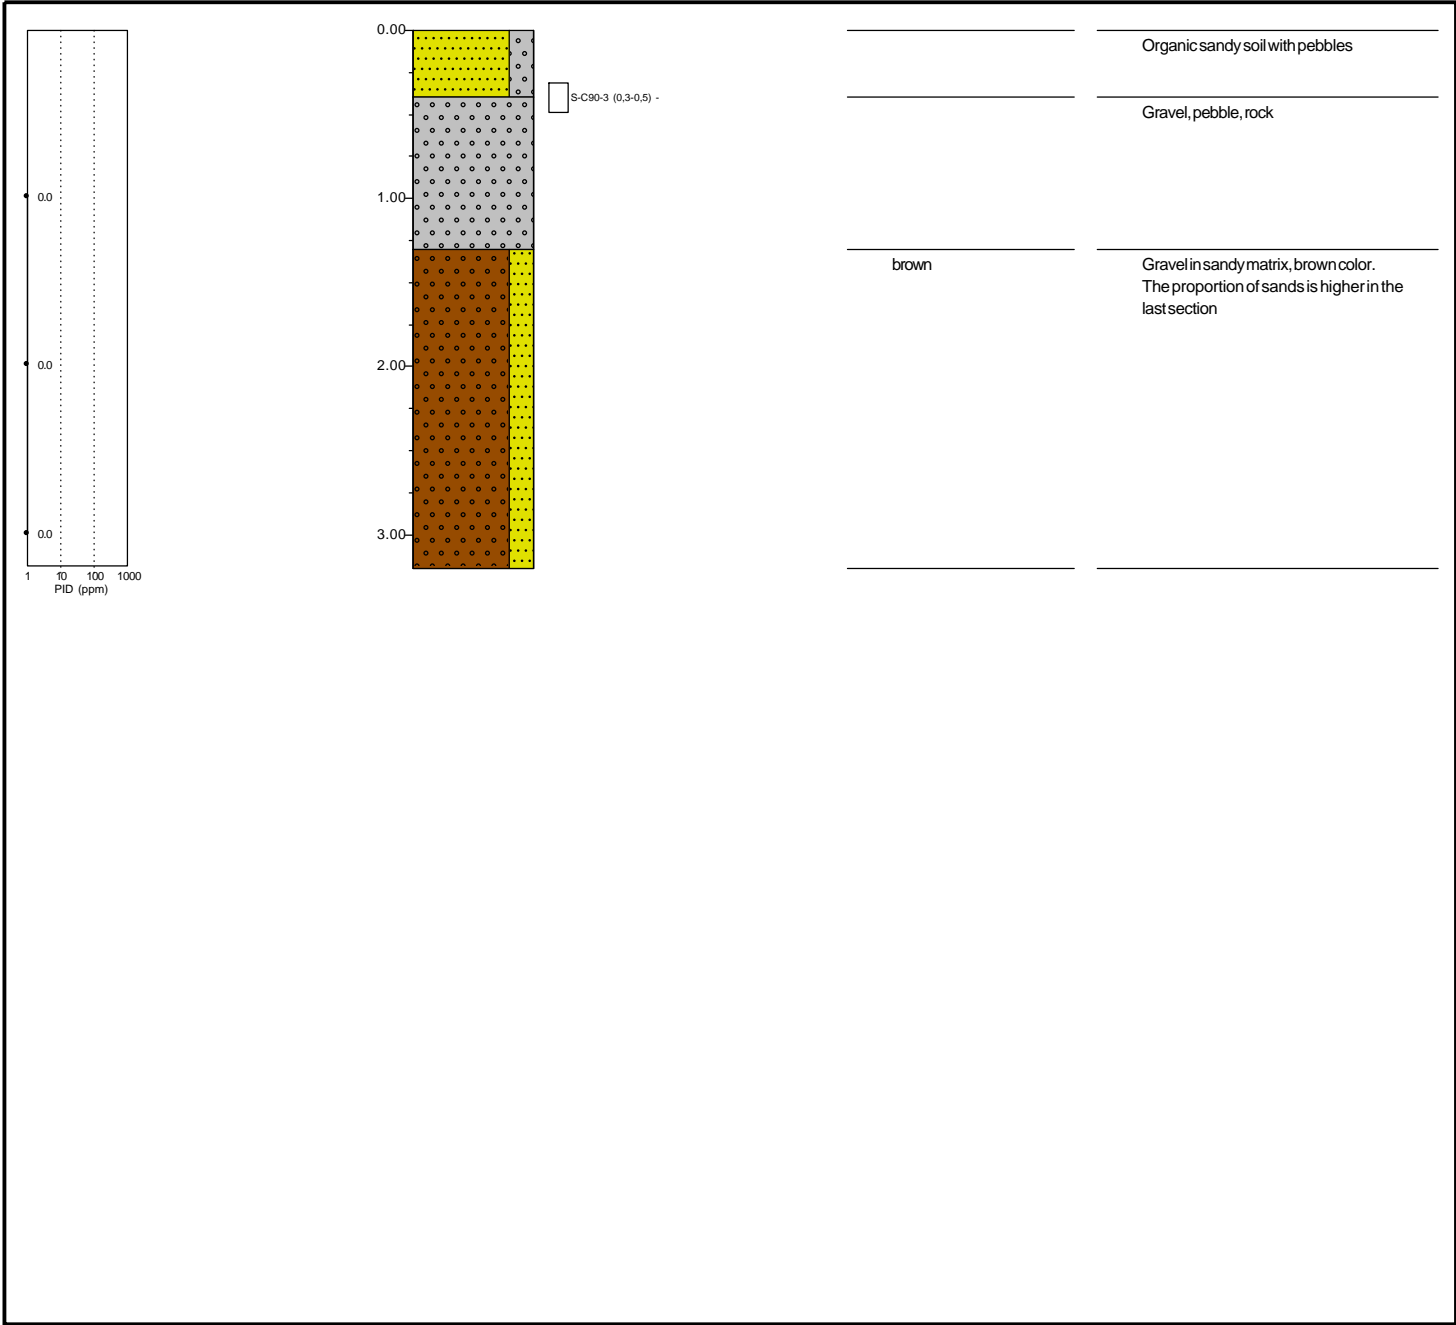 0.00
Organic sandy soil with pebbles
S-C90-3 (0,3-0,5) -
Gravel, pebble, rock
0.0
1.00
brown
Gravel in sandy matrix, brown color.
The proportion of sands is higher in the
last section
0.0
2.00
0.0
3.00
1 10 100 1000
PID (ppm)